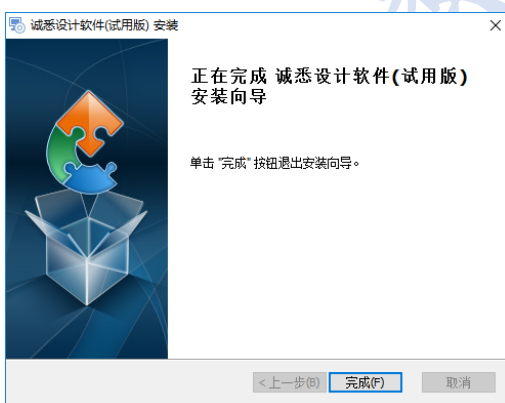 诚悉设计软件(试用版) 安装
正在完成 诚悉设计软件(试用版)
安装向导
单击 "完成" 按钮退出安装向导。
<上一步(B)
完成(F)
取消